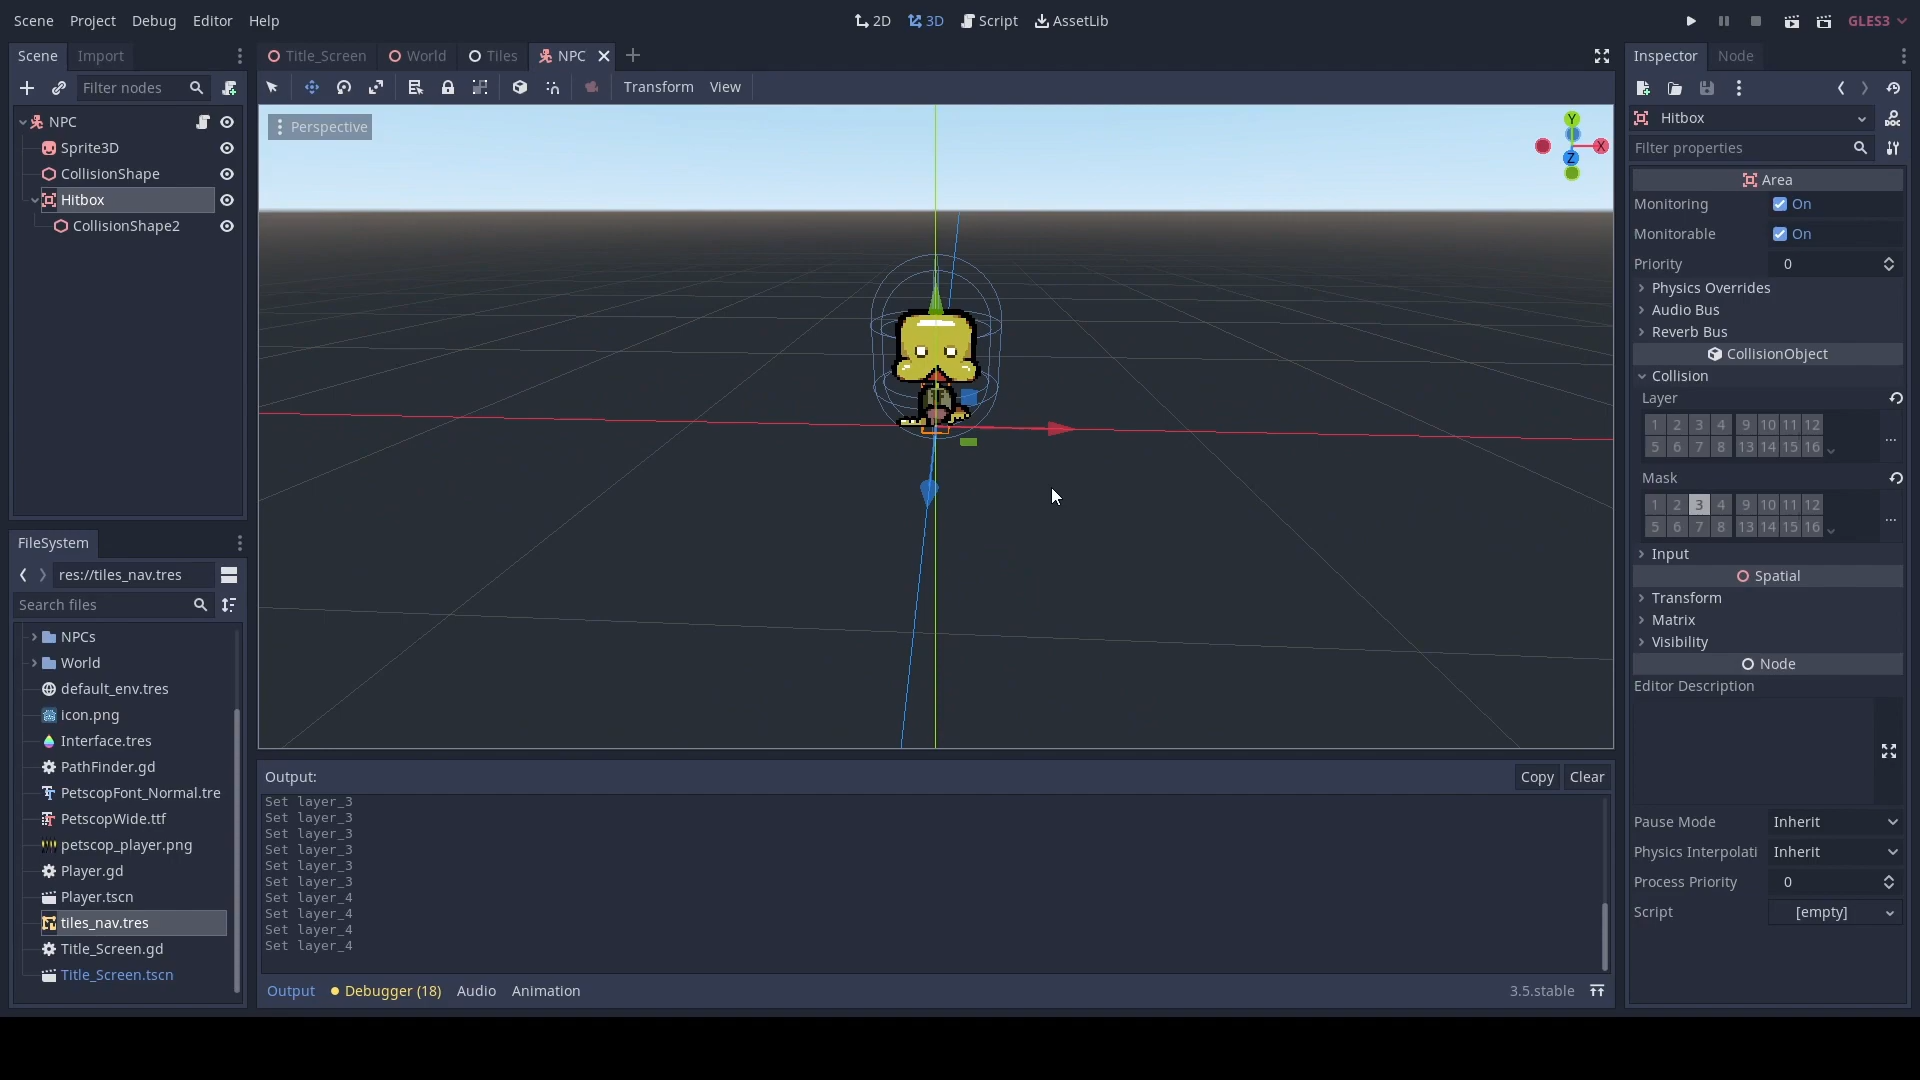 Scene Project Debug Editor Help 2D 3D Script AssetLib GLES3
Scene Import
Title_Screen World Tiles NPC
Inspector Node
Filter nodes
Transform View
Hitbox
NPC
Sprite3D
CollisionShape
Hitbox
CollisionShape2
Perspective
Y
X
Z
Filter properties
Area
Monitoring On
Monitorable On
Priority 0
Physics Overrides
Audio Bus
Reverb Bus
CollisionObject
Collision
Layer
1 2 3 4 9 10 11 12
5 6 7 8 13 14 15 16
...
Mask
1 2 3 4 9 10 11 12
5 6 7 8 13 14 15 16
...
Input
Spatial
Transform
Matrix
Visibility
Node
Editor Description
Pause Mode Inherit
Physics Interpolati Inherit
Process Priority 0
Script [empty]
FileSystem
res://tiles_nav.tres
Search files
NPCs
World
default_env.tres
icon.png
Interface.tres
PathFinder.gd
PetscopFont_Normal.tre
PetscopWide.ttf
petscop_player.png
Player.gd
Player.tscn
tiles_nav.tres
Title_Screen.gd
Title_Screen.tscn
Output: Copy Clear
Set layer_3
Set layer_3
Set layer_3
Set layer_3
Set layer_3
Set layer_3
Set layer_4
Set layer_4
Set layer_4
Set layer_4
Output Debugger (18) Audio Animation 3.5.stable